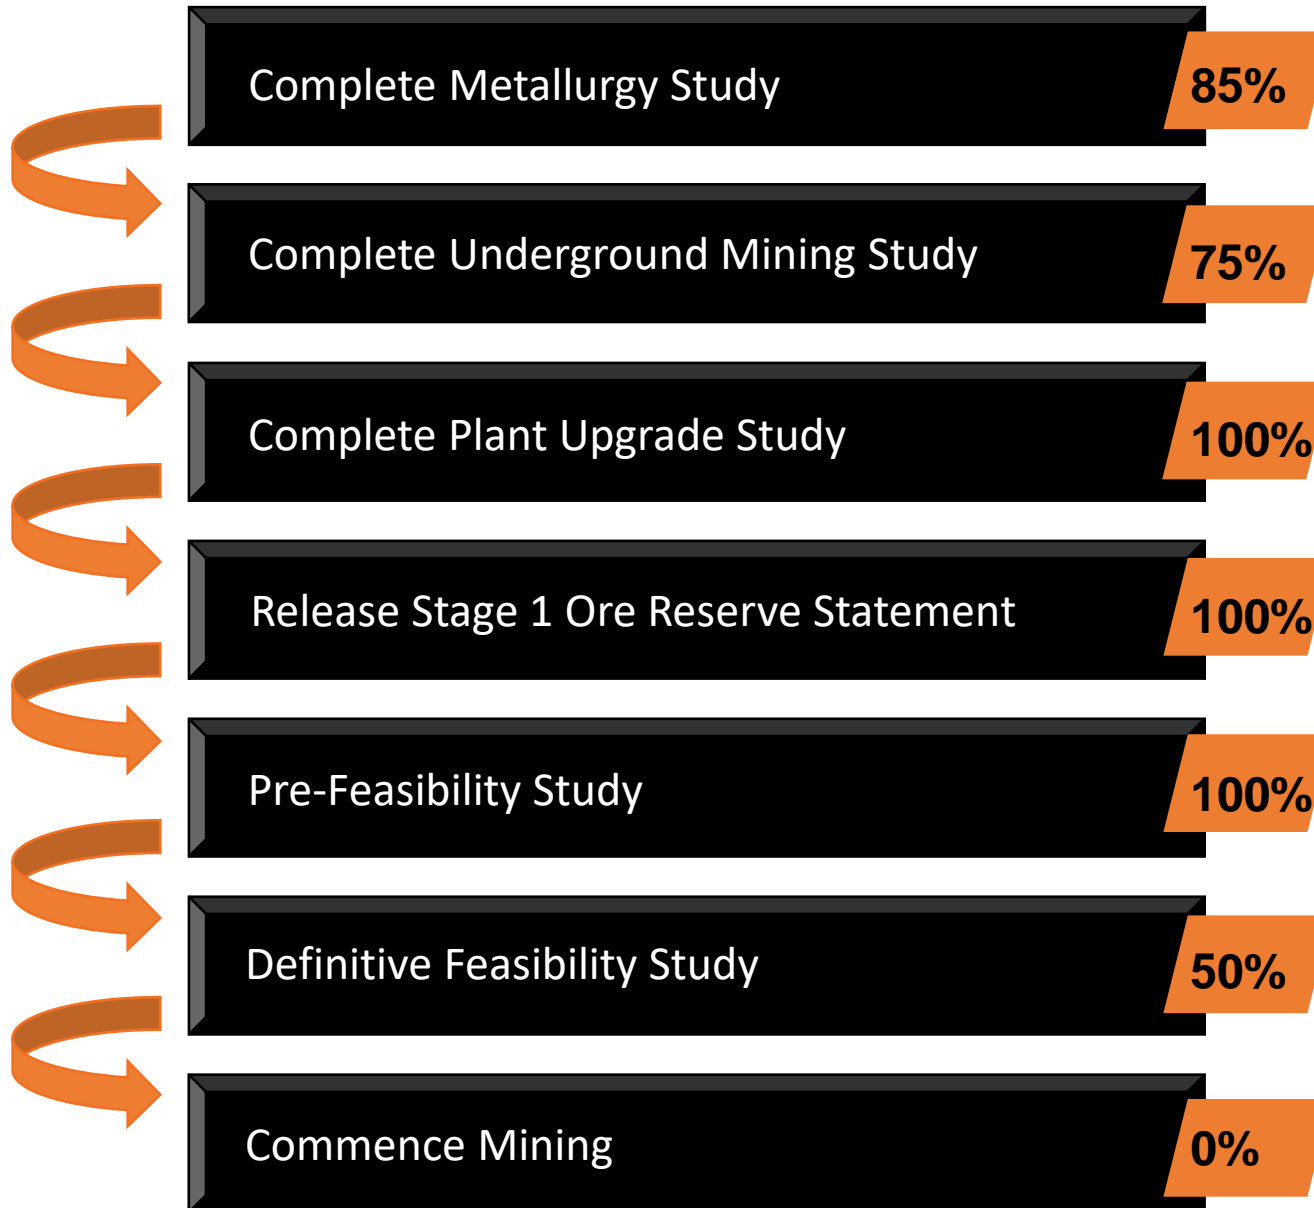 Complete Metallurgy Study 85%
Complete Underground Mining Study 75%
Complete Plant Upgrade Study 100%
Release Stage 1 Ore Reserve Statement 100%
Pre-Feasibility Study 100%
Definitive Feasibility Study 50%
Commence Mining 0%